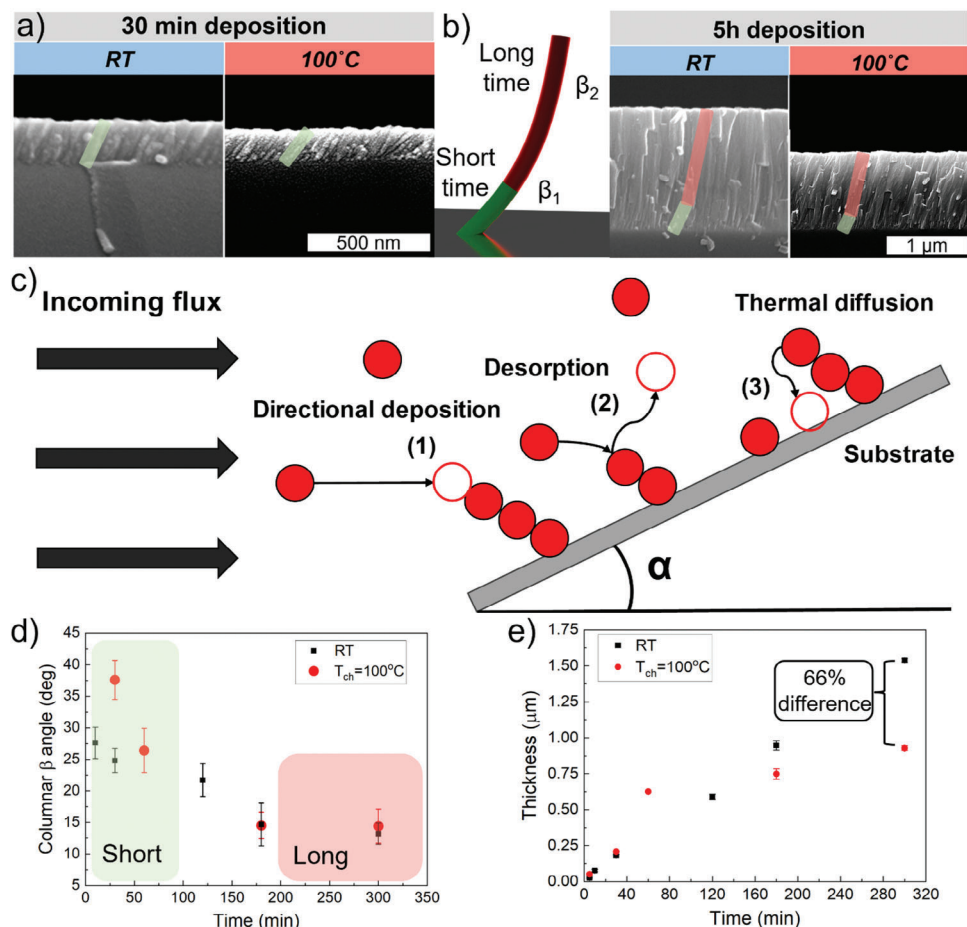 a)
30 min deposition
RT
100°C
500 nm
b)
Long
time
β2
Short
time
β1
5h deposition
RT
100°C
1 µm
c)
Incoming flux
Directional deposition
(1)
Desorption
(2)
Thermal diffusion
(3)
Substrate
α
d)
Columnar β angle (deg)
45
40
35
30
25
20
15
10
5
RT
Tch=100°C
Short
Long
0 50 100 150 200 250 300 350
Time (min)
e)
Thickness (µm)
1.75
1.50
1.25
1.00
0.75
0.50
0.25
0.00
RT
Tch=100°C
66%
difference
0 40 80 120 160 200 240 280 320
Time (min)